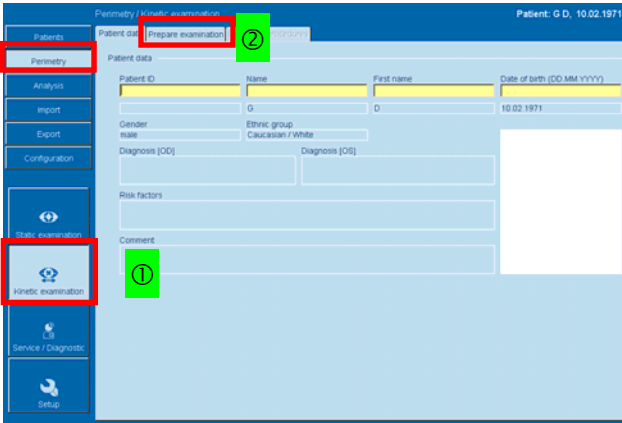 Perimetry / Kinetic examination
Patient: G D, 10.02.1971
Patients
Perimetry
Analysis
Import
Export
Configuration
Static examination
Kinetic examination
Service / Diagnostic
Setup
Patient data
Prepare examination
②
Patient data
Patient ID
Name
First name
Date of birth (DD.MM.YYYY)
G
D
10.02.1971
Gender
Ethnic group
male
Caucasian / White
Diagnosis [OD]
Diagnosis [OS]
Risk factors
Comment
①